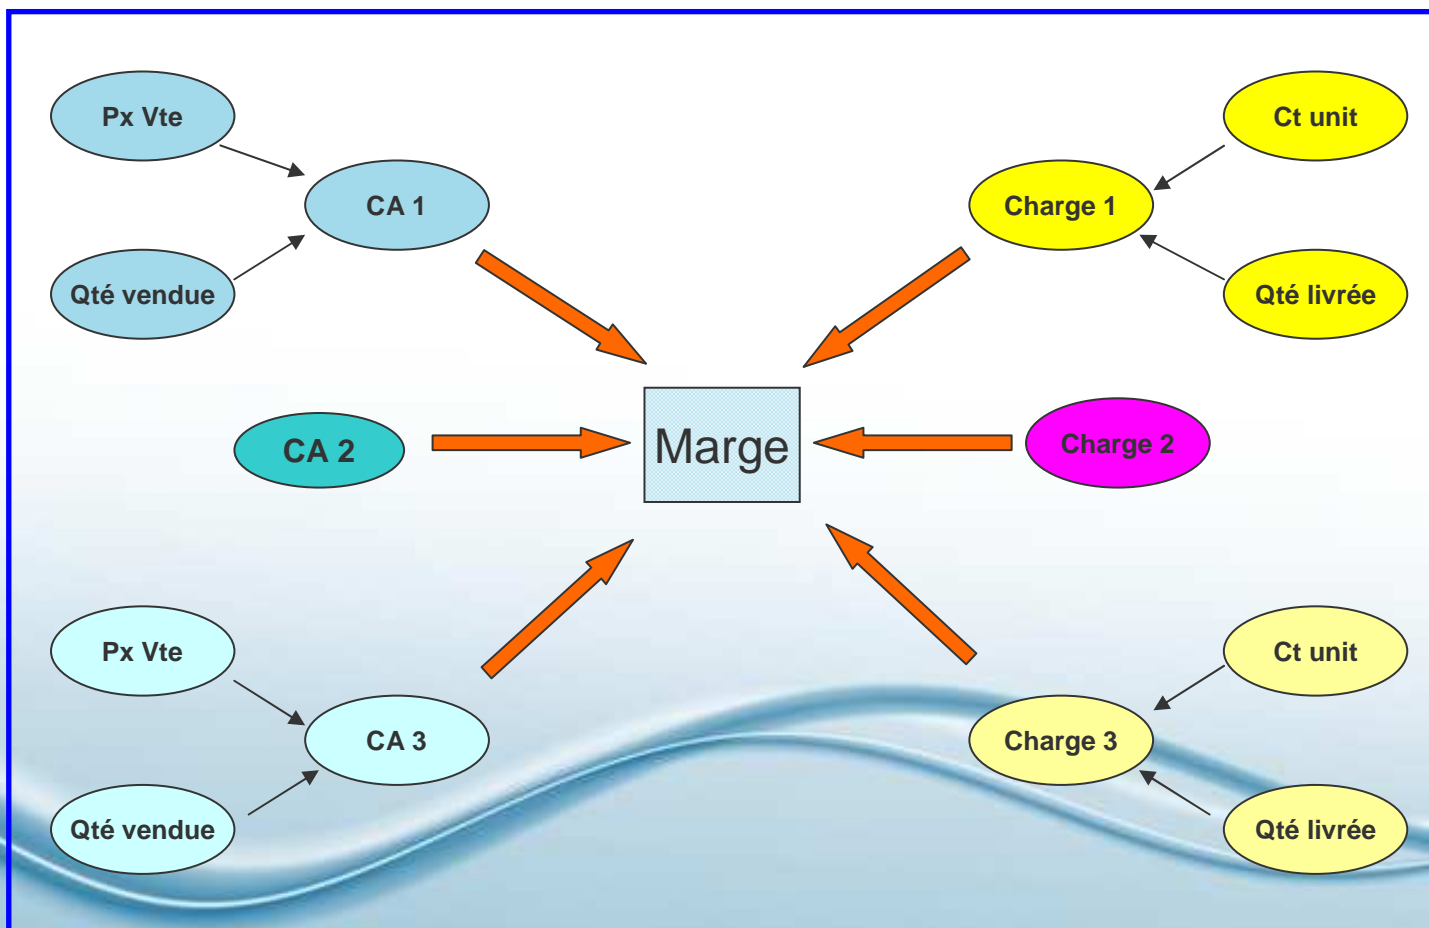 Px Vte
Ct unit
CA 1
Charge 1
Qté vendue
Qté livrée
CA 2
Marge
Charge 2
Px Vte
Ct unit
CA 3
Charge 3
Qté vendue
Qté livrée